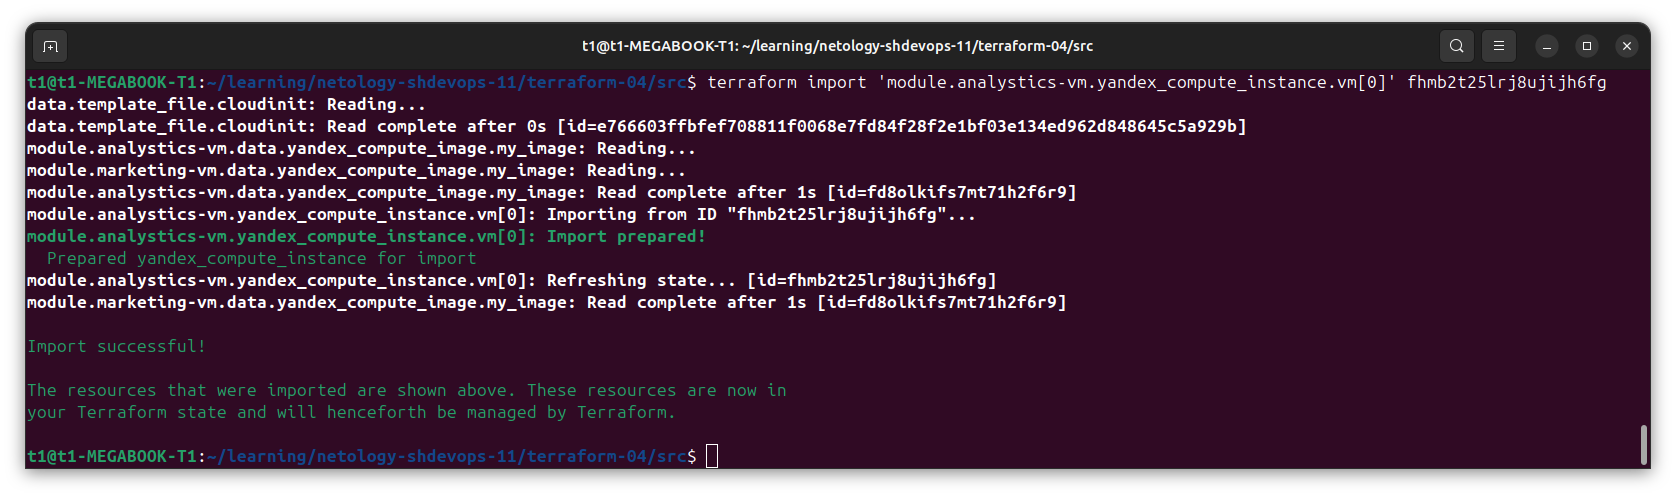 t1@t1-MEGABOOK-T1: ~/learning/netology-shdevops-11/terraform-04/src
t1@t1-MEGABOOK-T1:~/learning/netology-shdevops-11/terraform-04/src$ terraform import 'module.analystics-vm.yandex_compute_instance.vm[0]' fhmb2t25lrj8ujijh6fg
data.template_file.cloudinit: Reading...
data.template_file.cloudinit: Read complete after 0s [id=e766603ffbfef708811f0068e7fd84f28f2e1bf03e134ed962d848645c5a929b]
module.analystics-vm.data.yandex_compute_image.my_image: Reading...
module.marketing-vm.data.yandex_compute_image.my_image: Reading...
module.analystics-vm.data.yandex_compute_image.my_image: Read complete after 1s [id=fd8olkifs7mt71h2f6r9]
module.analystics-vm.yandex_compute_instance.vm[0]: Importing from ID "fhmb2t25lrj8ujijh6fg"...
module.analystics-vm.yandex_compute_instance.vm[0]: Import prepared!
  Prepared yandex_compute_instance for import
module.analystics-vm.yandex_compute_instance.vm[0]: Refreshing state... [id=fhmb2t25lrj8ujijh6fg]
module.marketing-vm.data.yandex_compute_image.my_image: Read complete after 1s [id=fd8olkifs7mt71h2f6r9]
Import successful!
The resources that were imported are shown above. These resources are now in
your Terraform state and will henceforth be managed by Terraform.
t1@t1-MEGABOOK-T1:~/learning/netology-shdevops-11/terraform-04/src$